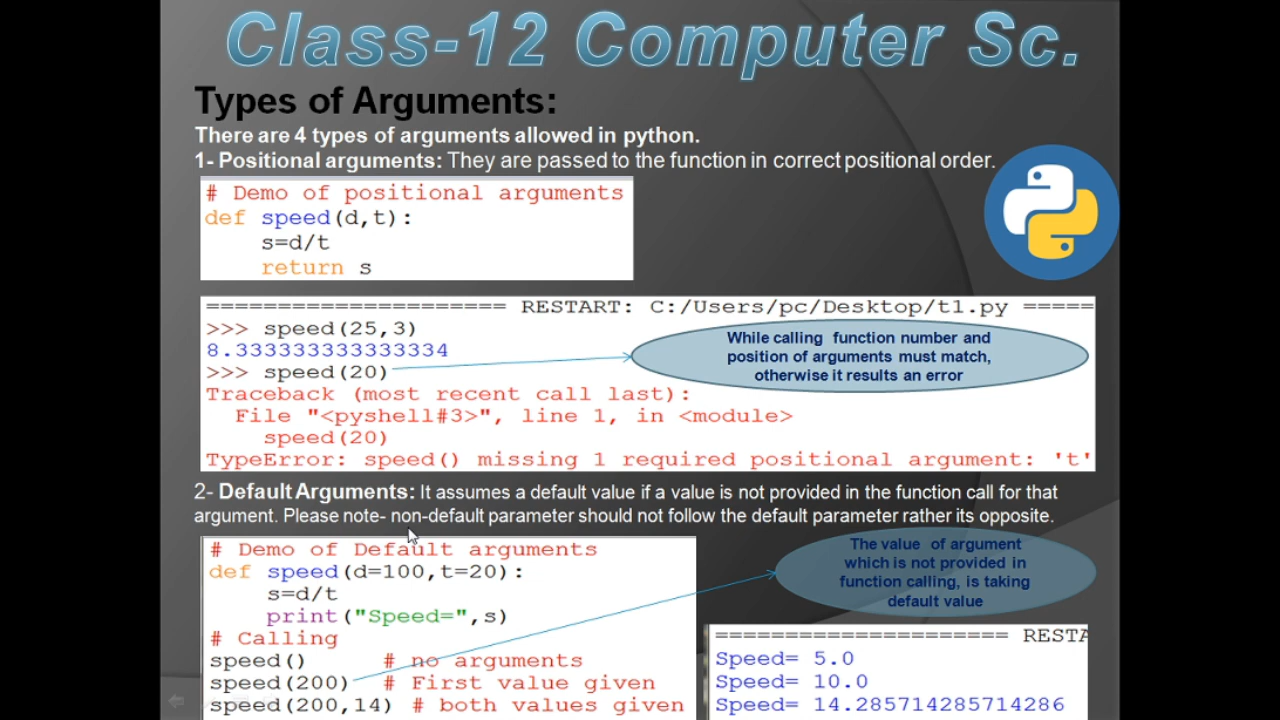 Class-12 Computer Sc.
Types of Arguments:
There are 4 types of arguments allowed in python.
1- Positional arguments: They are passed to the function in correct positional order.
# Demo of positional arguments
def speed(d,t):
s=d/t
return s
===================== RESTART: C:/Users/pc/Desktop/t1.py =====
>>> speed(25,3)
8.333333333333334
>>> speed(20)
Traceback (most recent call last):
File "<pyshell#3>", line 1, in <module>
speed(20)
TypeError: speed() missing 1 required positional argument: 't'
While calling function number and
position of arguments must match,
otherwise it results an error
2- Default Arguments: It assumes a default value if a value is not provided in the function call for that
argument. Please note- non-default parameter should not follow the default parameter rather its opposite.
# Demo of Default arguments
def speed(d=100,t=20):
s=d/t
print("Speed=",s)
# Calling
speed() # no arguments
speed(200) # First value given
speed(200,14) # both values given
The value of argument
which is not provided in
function calling, is taking
default value
===================== RESTA
Speed= 5.0
Speed= 10.0
Speed= 14.285714285714286